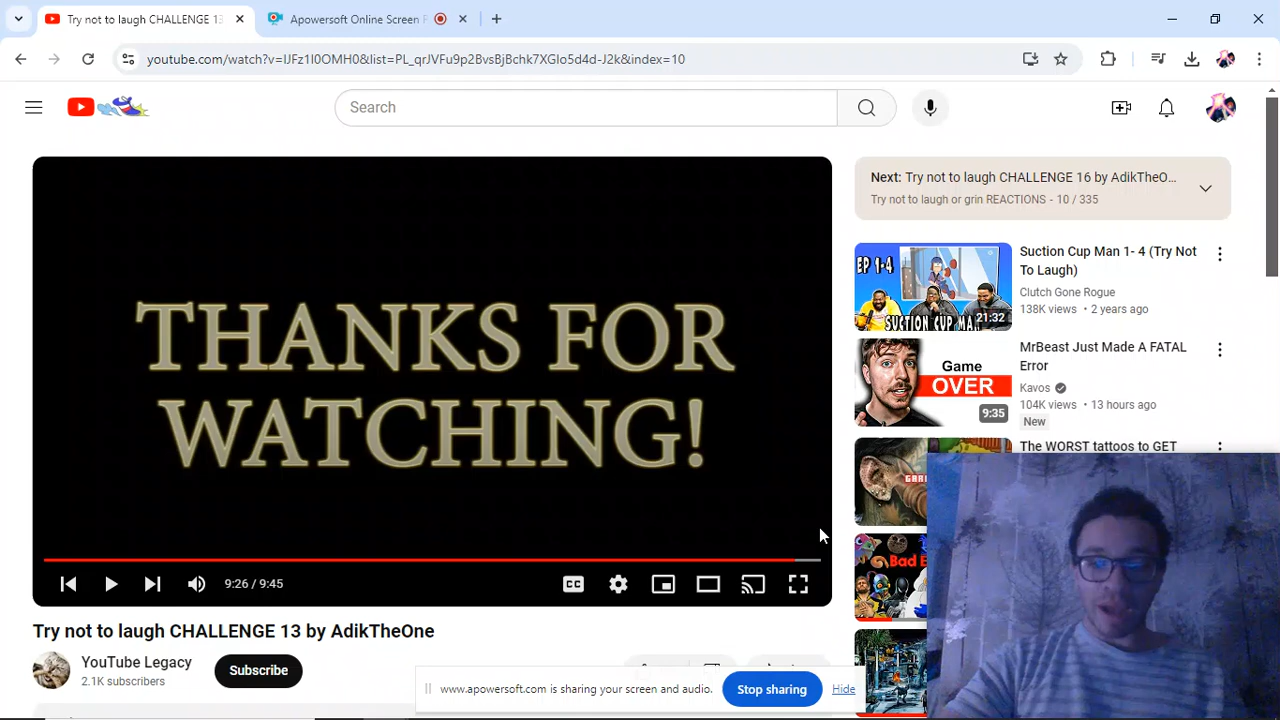 Try not to laugh CHALLENGE 13
Apowersoft Online Screen
youtube.com/watch?v=IJFz1I0OMH0&list=PL_qrJVFu9p2BvsBjBchk7XGlo5d4d-J2k&index=10
Search
THANKS FOR
WATCHING!
9:26 / 9:45
CC
Try not to laugh CHALLENGE 13 by AdikTheOne
YouTube Legacy
2.1K subscribers
Subscribe
Next: Try not to laugh CHALLENGE 16 by AdikTheO...
Try not to laugh or grin REACTIONS - 10 / 335
EP 1-4
SUCTION CUP MAN
21:32
Suction Cup Man 1- 4 (Try Not
To Laugh)
Clutch Gone Rogue
138K views • 2 years ago
Game
OVER
9:35
MrBeast Just Made A FATAL
Error
Kavos
104K views • 13 hours ago
New
The WORST tattoos to GET
www.apowersoft.com is sharing your screen and audio.
Stop sharing
Hide